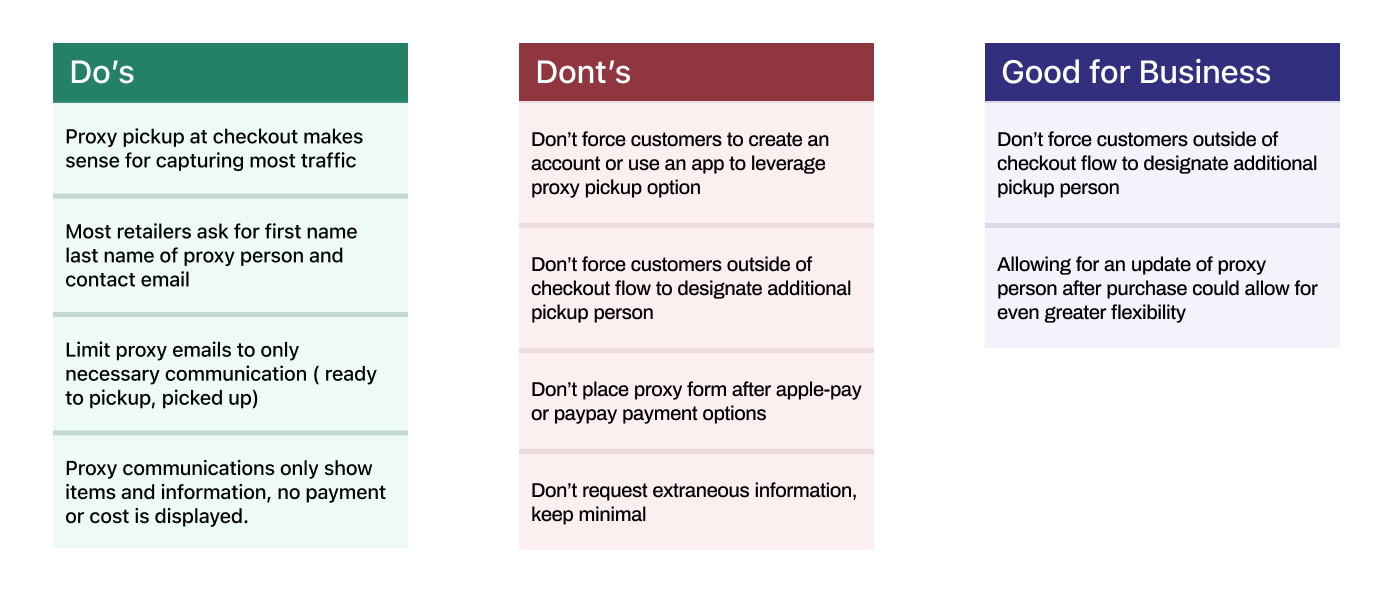 Do's
Proxy pickup at checkout makes
sense for capturing most traffic
Most retailers ask for first name
last name of proxy person and
contact email
Limit proxy emails to only
necessary communication ( ready
to pickup, picked up)
Proxy communications only show
items and information, no payment
or cost is displayed.
Dont's
Don't force customers to create an
account or use an app to leverage
proxy pickup option
Don't force customers outside of
checkout flow to designate additional
pickup person
Don't place proxy form after apple-pay
or paypay payment options
Don't request extraneous information,
keep minimal
Good for Business
Don't force customers outside of
checkout flow to designate additional
pickup person
Allowing for an update of proxy
person after purchase could allow for
even greater flexibility